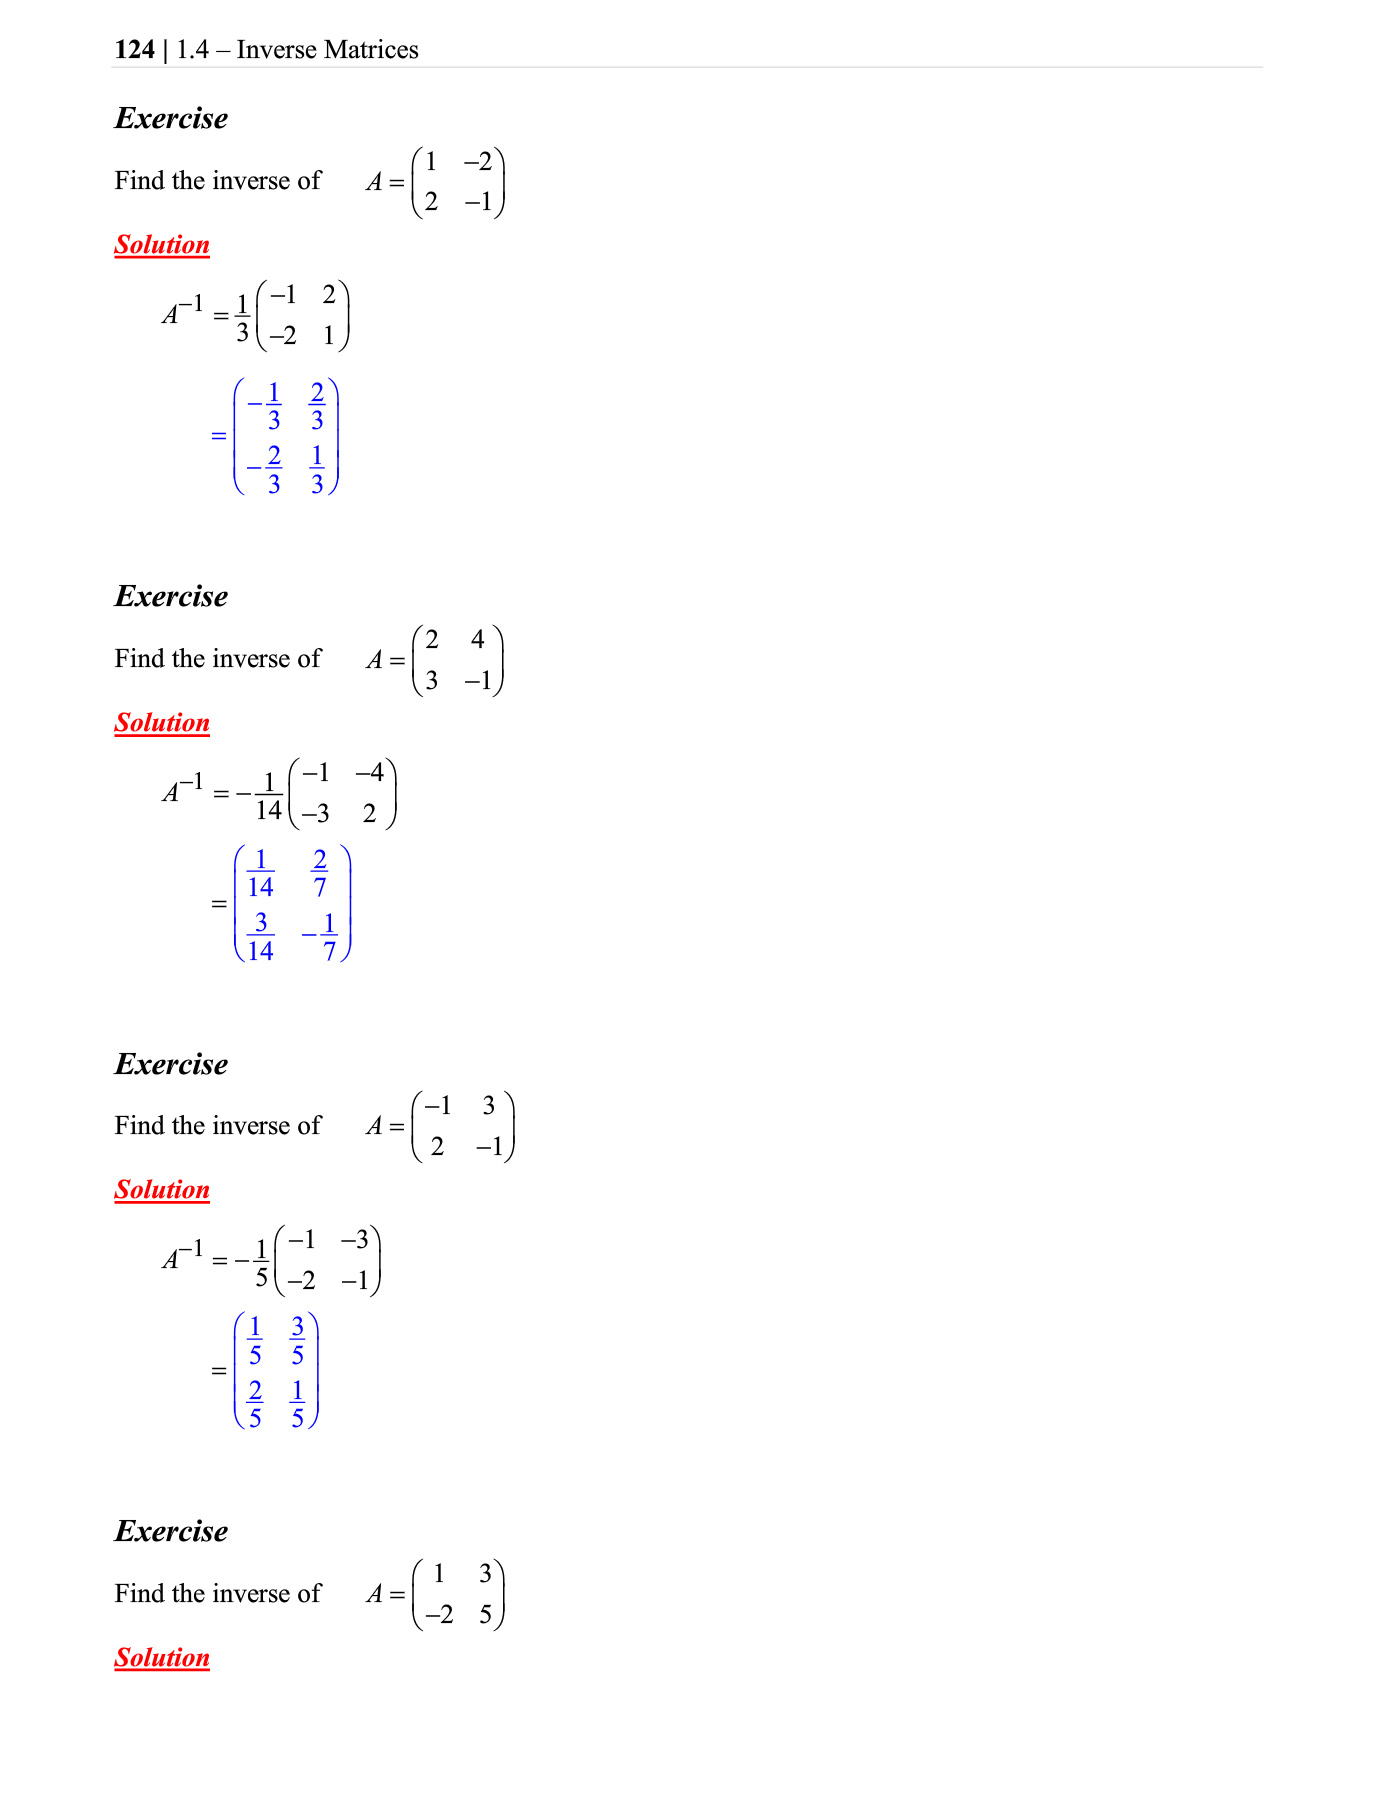 124 | 1.4 – Inverse Matrices
Exercise
Find the inverse of A = \begin{pmatrix} 1 & -2 \\ 2 & -1 \end{pmatrix}
Solution
A^{-1} = \frac{1}{3} \begin{pmatrix} -1 & 2 \\ -2 & 1 \end{pmatrix}
= \begin{pmatrix} -\frac{1}{3} & \frac{2}{3} \\ -\frac{2}{3} & \frac{1}{3} \end{pmatrix}
Exercise
Find the inverse of A = \begin{pmatrix} 2 & 4 \\ 3 & -1 \end{pmatrix}
Solution
A^{-1} = -\frac{1}{14} \begin{pmatrix} -1 & -4 \\ -3 & 2 \end{pmatrix}
= \begin{pmatrix} \frac{1}{14} & \frac{2}{7} \\ \frac{3}{14} & -\frac{1}{7} \end{pmatrix}
Exercise
Find the inverse of A = \begin{pmatrix} -1 & 3 \\ 2 & -1 \end{pmatrix}
Solution
A^{-1} = -\frac{1}{5} \begin{pmatrix} -1 & -3 \\ -2 & -1 \end{pmatrix}
= \begin{pmatrix} \frac{1}{5} & \frac{3}{5} \\ \frac{2}{5} & \frac{1}{5} \end{pmatrix}
Exercise
Find the inverse of A = \begin{pmatrix} 1 & 3 \\ -2 & 5 \end{pmatrix}
Solution